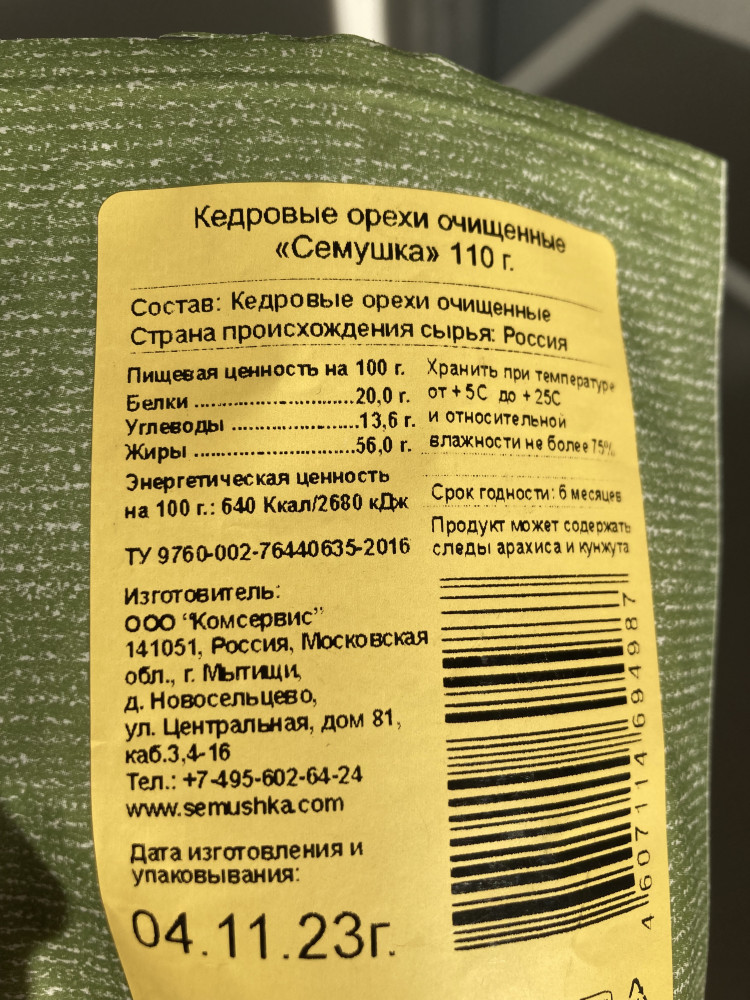 Кедровые орехи очищенные
«Семушка» 110 г.
Состав: Кедровые орехи очищенные
Страна происхождения сырья: Россия
Пищевая ценность на 100 г.
Белки ........................20,0 г.
Углеводы ...................13,6 г.
Жиры ........................56,0 г.
Энергетическая ценность
на 100 г.: 640 Ккал/2680 кДж
ТУ 9760-002-76440635-2016
Изготовитель:
ООО "Комсервис"
141051, Россия, Московская
обл., г. Мытищи,
д. Новосельцево,
ул. Центральная, дом 81,
каб.3,4-16
Тел.: +7-495-602-64-24
www.semushka.com
Дата изготовления и
упаковывания:
04.11.23г.
Хранить при температуре
от +5С до +25С
и относительной
влажности не более 75%.
Срок годности: 6 месяцев
Продукт может содержать
следы арахиса и кунжута
4607114694987